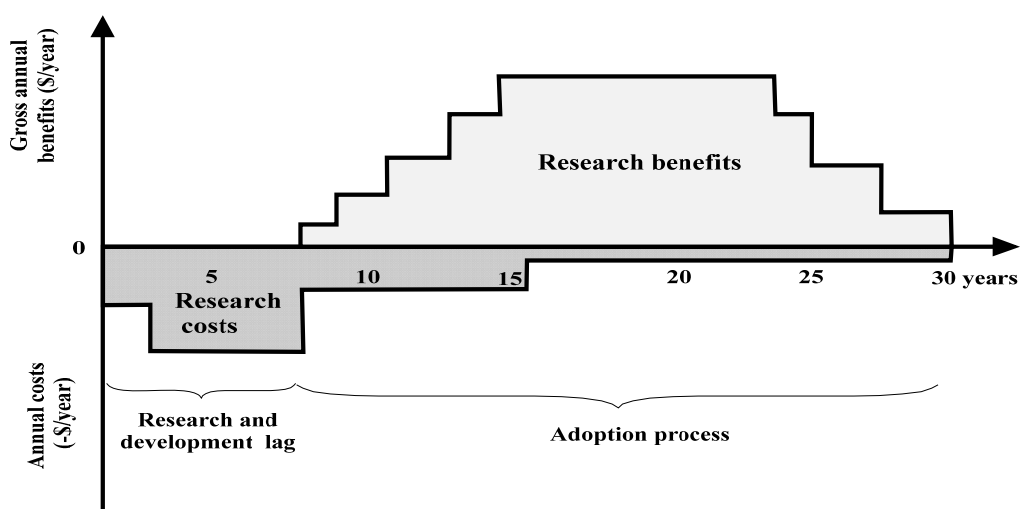 Gross annual
benefits ($/year)
Research benefits
0
5
10
15
20
25
30 years
Research
costs
Annual costs
(-$/year)
Research and
development lag
Adoption process